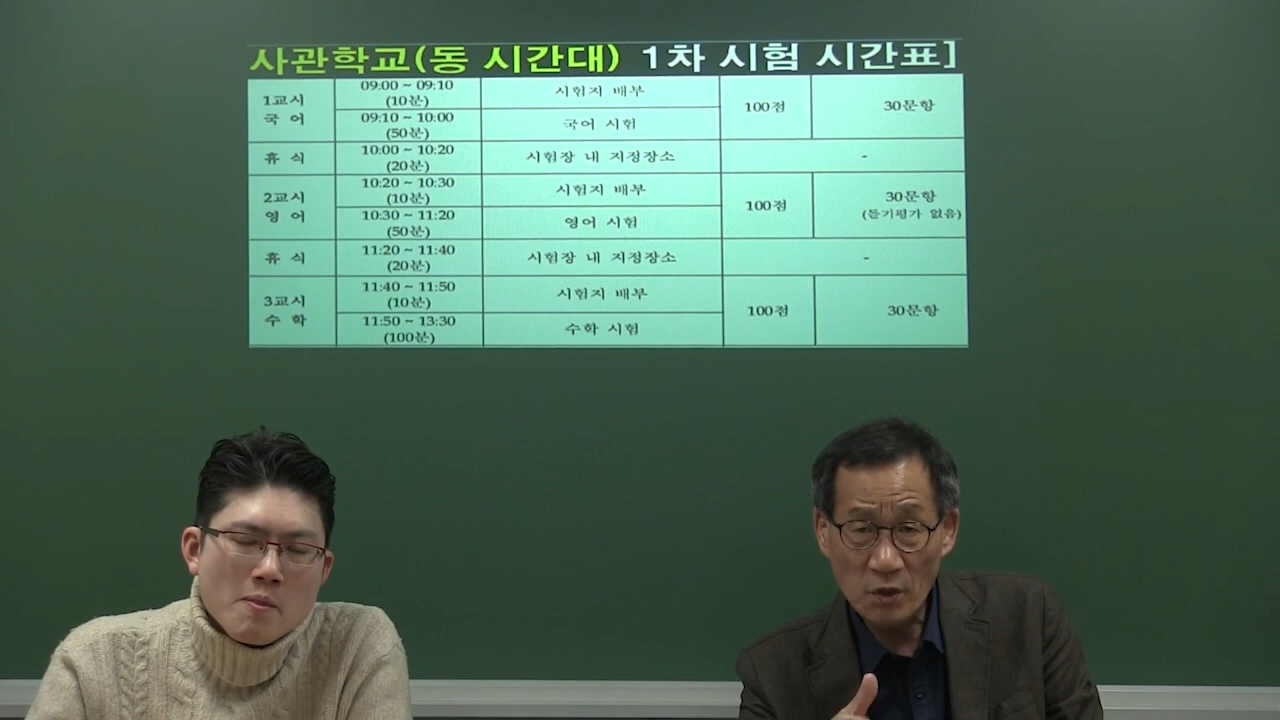 사관학교(동 시간대) 1차 시험 시간표]
1교시
국 어
09:00 ~ 09:10
(10분)
시험지 배부
100점
30문항
09:10 ~ 10:00
(50분)
국어 시험
휴 식
10:00 ~ 10:20
(20분)
시험장 내 지정장소
-
2교시
영 어
10:20 ~ 10:30
(10분)
시험지 배부
100점
30문항
(듣기평가 없음)
10:30 ~ 11:20
(50분)
영어 시험
휴 식
11:20 ~ 11:40
(20분)
시험장 내 지정장소
-
3교시
수 학
11:40 ~ 11:50
(10분)
시험지 배부
100점
30문항
11:50 ~ 13:30
(100분)
수학 시험